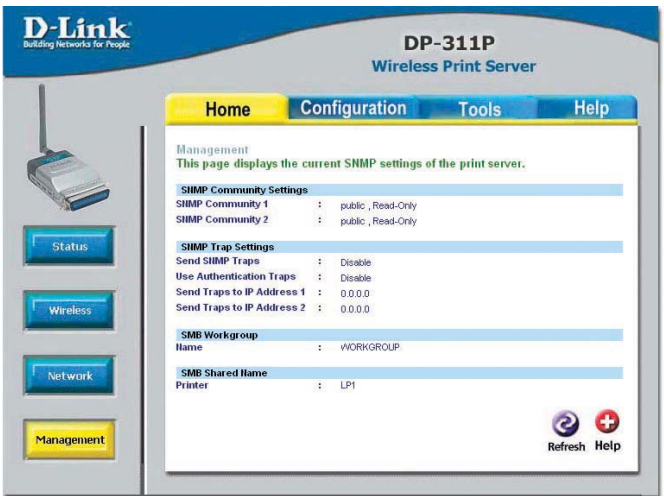 D-Link
Building Networks for People
DP-311P
Wireless Print Server
Home Configuration Tools Help
Management
This page displays the current SNMP settings of the print server.
SNMP Community Settings
SNMP Community 1 : public , Read-Only
SNMP Community 2 : public , Read-Only
SNMP Trap Settings
Send SNMP Traps : Disable
Use Authentication Traps : Disable
Send Traps to IP Address 1 : 0.0.0.0
Send Traps to IP Address 2 : 0.0.0.0
SMB Workgroup
Name : WORKGROUP
SMB Shared Name
Printer : LP1
Status
Wireless
Network
Management
Refresh Help